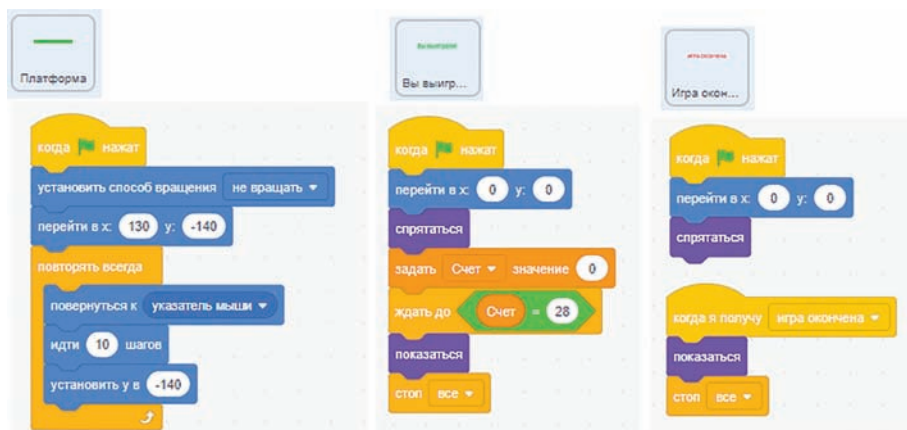 Платформа
когда нажат
установить способ вращения не вращать
перейти в x: 130 y: -140
повторять всегда
повернуться к указатель мыши
идти 10 шагов
установить y в -140
Вы выигр...
когда нажат
перейти в x: 0 y: 0
спрятаться
задать Счет значение 0
ждать до Счет = 28
показаться
стоп все
ИГРА ОКОНЧЕНА
Игра окон...
когда нажат
перейти в x: 0 y: 0
спрятаться
когда я получу игра окончена
показаться
стоп все